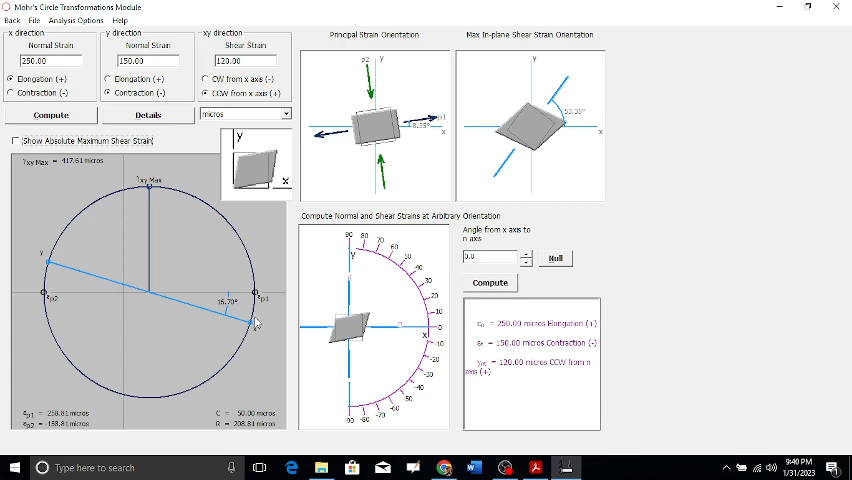 Mohr's Circle Transformations Module
Back File Analysis Options Help
x direction
Normal Strain
250.00
Elongation (+)
Contraction (-)
y direction
Normal Strain
150.00
Elongation (+)
Contraction (-)
xy direction
Shear Strain
120.00
CW from x axis (-)
CCW from x axis (+)
Compute
Details
micros
Show Absolute Maximum Shear Strain
γxy Max = 417.61 micros
y
x
γxy Max
y
εp2
εp1
16.70°
εp1 = 258.81 micros
εp2 = -158.81 micros
C = 50.00 micros
R = 208.81 micros
Principal Strain Orientation
p2
y
p1
8.35°
x
Max In-plane Shear Strain Orientation
y
53.35°
x
Compute Normal and Shear Strains at Arbitrary Orientation
90
80
70
60
50
40
30
20
10
0
-10
-20
-30
-40
-50
-60
-70
-80
-90
y
n
x
Angle from x axis to
n axis
0.0
Null
Compute
εn = 250.00 micros Elongation (+)
εt = 150.00 micros Contraction (-)
γnt = 120.00 micros CCW from n
axis (+)
Type here to search
9:40 PM
1/31/2023